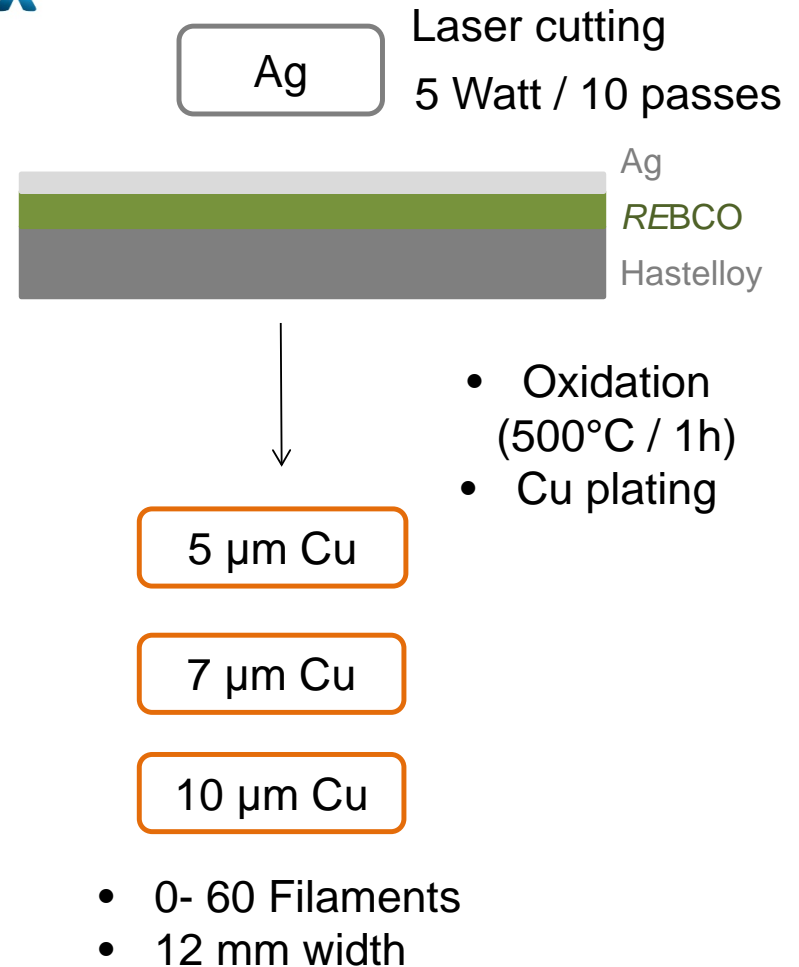 Ag
Laser cutting
5 Watt / 10 passes
Ag
REBCO
Hastelloy
• Oxidation
(500°C / 1h)
• Cu plating
5 µm Cu
7 µm Cu
10 µm Cu
• 0- 60 Filaments
• 12 mm width